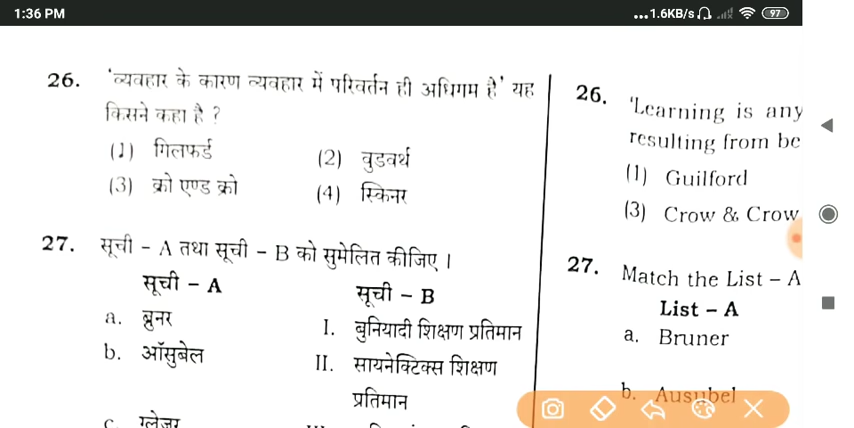 1:36 PM
...1.6KB/s
97
26. 'व्यवहार के कारण व्यवहार में परिवर्तन ही अधिगम है' यह
किसने कहा है ?
(1) गिलफर्ड
(2) वुडवर्थ
(3) क्रो एण्ड क्रो
(4) स्किनर
27. सूची – A तथा सूची – B को सुमेलित कीजिए ।
सूची – A
सूची – B
a. ब्रुनर
I. बुनियादी शिक्षण प्रतिमान
b. ऑसुबेल
II. सायनेक्टिक्स शिक्षण
प्रतिमान
c. ग्लेजर
26. 'Learning is any
resulting from be
(1) Guilford
(3) Crow & Crow
27. Match the List – A
List – A
a. Bruner
b. Ausubel